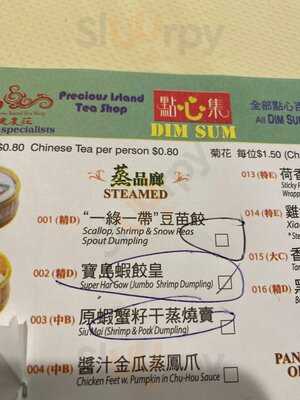 Precious Island
Tea Shop
specialists
點心集
DIM SUM
全部點心
All DIM SU
$0.80 Chinese Tea per person $0.80
菊花 每位$1.50 (Ch
蒸品廊
STEAMED
001 (精D) “一綠一帶”豆苗餃
Scallop, Shrimp & Snow Peas
Spout Dumpling
002 (精D) 寶島蝦餃皇
Super Har Gow (Jumbo Shrimp Dumpling)
003 (中B) 原蝦蟹籽干蒸燒賣
Siu Mai (Shrimp & Pork Dumpling)
004 (中B) 醬汁金瓜蒸鳳爪
Chicken Feet w. Pumpkin in Chu-Hou Sauce
013 (特E) 荷香
Sticky
Wrapp
014 (特E) 雞
Xiao
015 (大C) 香
Tar
016 (精D)
PAN
O